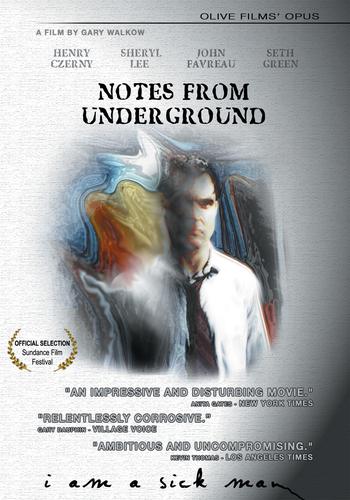 OLIVE FILMS' OPUS
A FILM BY GARY WALKOW
HENRY CZERNY
SHERYL LEE
JOHN FAVREAU
SETH GREEN
NOTES FROM
UNDERGROUND
OFFICIAL SELECTION
Sundance Film
Festival
"AN IMPRESSIVE AND DISTURBING MOVIE."
ANITA GATES - NEW YORK TIMES
"RELENTLESSLY CORROSIVE."
GARY DAUPHIN - VILLAGE VOICE
"AMBITIOUS AND UNCOMPROMISING."
KEVIN THOMAS - LOS ANGELES TIMES
i am a sick man